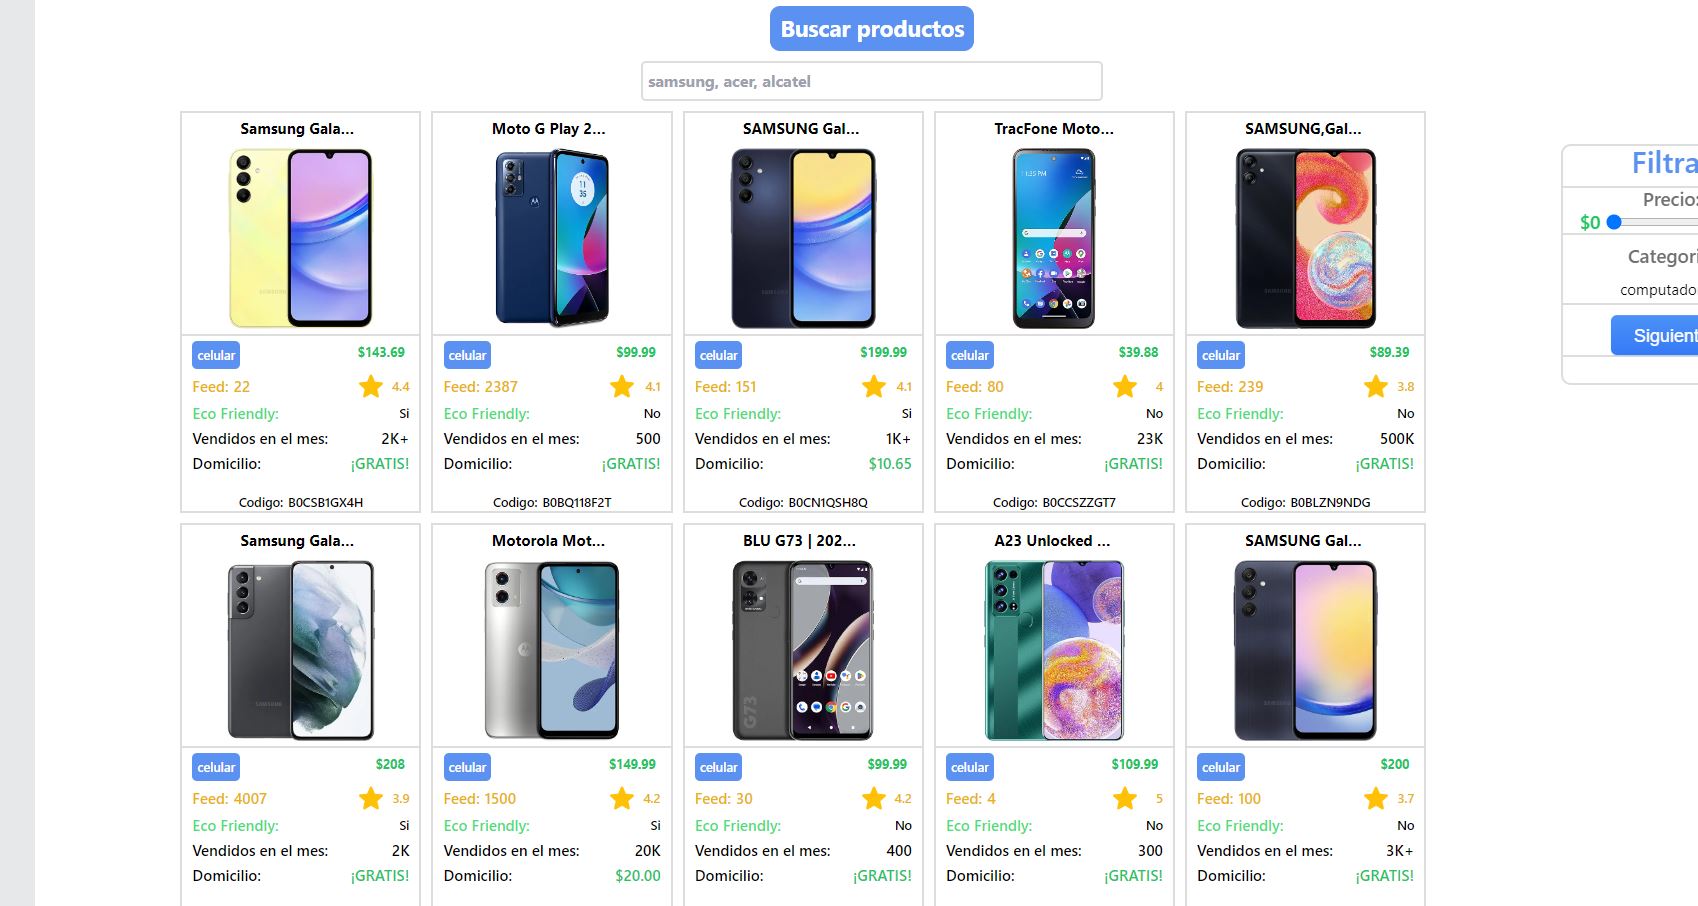 Buscar productos
samsung, acer, alcatel
Samsung Gala...
Moto G Play 2...
SAMSUNG Gal...
TracFone Moto...
SAMSUNG,Gal...
celular $143.69
Feed: 22 4.4
Eco Friendly: Si
Vendidos en el mes: 2K+
Domicilio: ¡GRATIS!
Codigo: B0CSB1GX4H
celular $99.99
Feed: 2387 4.1
Eco Friendly: No
Vendidos en el mes: 500
Domicilio: ¡GRATIS!
Codigo: B0BQ118F2T
celular $199.99
Feed: 151 4.1
Eco Friendly: Si
Vendidos en el mes: 1K+
Domicilio: $10.65
Codigo: B0CN1QSH8Q
celular $39.88
Feed: 80 4
Eco Friendly: No
Vendidos en el mes: 23K
Domicilio: ¡GRATIS!
Codigo: B0CCSZZGT7
celular $89.39
Feed: 239 3.8
Eco Friendly: No
Vendidos en el mes: 500K
Domicilio: ¡GRATIS!
Codigo: B0BLZN9NDG
Samsung Gala...
Motorola Mot...
BLU G73 | 202...
A23 Unlocked ...
SAMSUNG Gal...
G73
celular $208
Feed: 4007 3.9
Eco Friendly: Si
Vendidos en el mes: 2K
Domicilio: ¡GRATIS!
celular $149.99
Feed: 1500 4.2
Eco Friendly: Si
Vendidos en el mes: 20K
Domicilio: $20.00
celular $99.99
Feed: 30 4.2
Eco Friendly: No
Vendidos en el mes: 400
Domicilio: ¡GRATIS!
celular $109.99
Feed: 4 5
Eco Friendly: No
Vendidos en el mes: 300
Domicilio: ¡GRATIS!
celular $200
Feed: 100 3.7
Eco Friendly: No
Vendidos en el mes: 3K+
Domicilio: ¡GRATIS!
Filtra
Precio:
$0
Categori
computado
Siguient